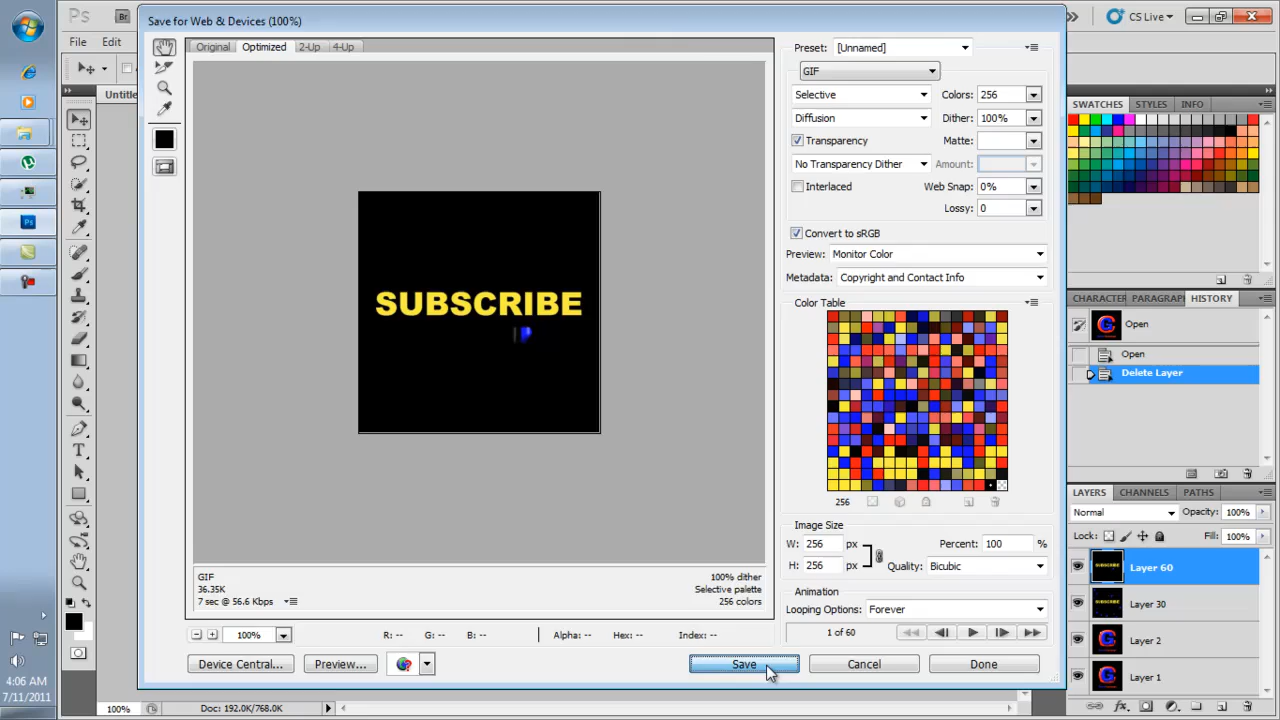 Save for Web & Devices (100%)
Ps
Br
CS Live
File Edit
Untitle
Original Optimized 2-Up 4-Up
Preset: [Unnamed]
GIF
Selective Colors: 256
Diffusion Dither: 100%
Transparency Matte:
No Transparency Dither Amount:
Interlaced Web Snap: 0%
Lossy: 0
Convert to sRGB
Preview: Monitor Color
Metadata: Copyright and Contact Info
Color Table
256
Image Size
W: 256 px Percent: 100 %
H: 256 px Quality: Bicubic
Animation
Looping Options: Forever
1 of 60
SUBSCRIBE
GIF
36.35K
7 sec @ 56.6 Kbps
100% dither
Selective palette
256 colors
100% R: -- G: -- B: -- Alpha: -- Hex: -- Index: --
Device Central... Preview... Save Cancel Done
SWATCHES STYLES INFO
CHARACTER PARAGRAPH HISTORY
Open
Open
Delete Layer
LAYERS CHANNELS PATHS
Normal Opacity: 100%
Lock: Fill: 100%
Layer 60
Layer 30
Layer 2
Layer 1
100% Doc: 192.0K/768.0K
4:06 AM
7/11/2011